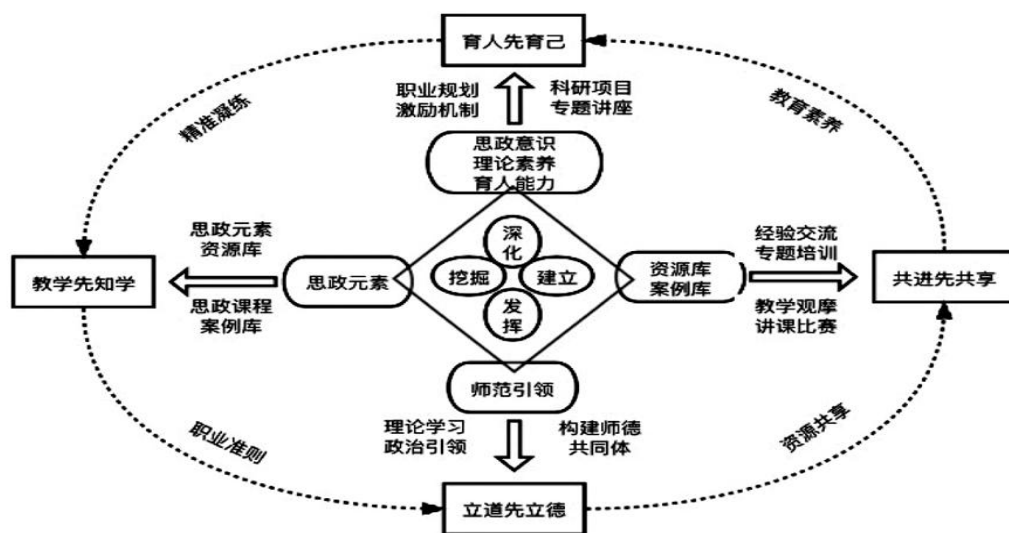 育人先育己
职业规划
激励机制
科研项目
专题讲座
精准凝练
教育素养
思政意识
理论素养
育人能力
思政元素
资源库
深化
经验交流
专题培训
教学先知学
思政元素
挖掘
建立
资源库
案例库
共进先共享
思政课程
案例库
发挥
教学观摩
讲课比赛
师范引领
理论学习
政治引领
构建师德
共同体
职业准则
资源共享
立道先立德